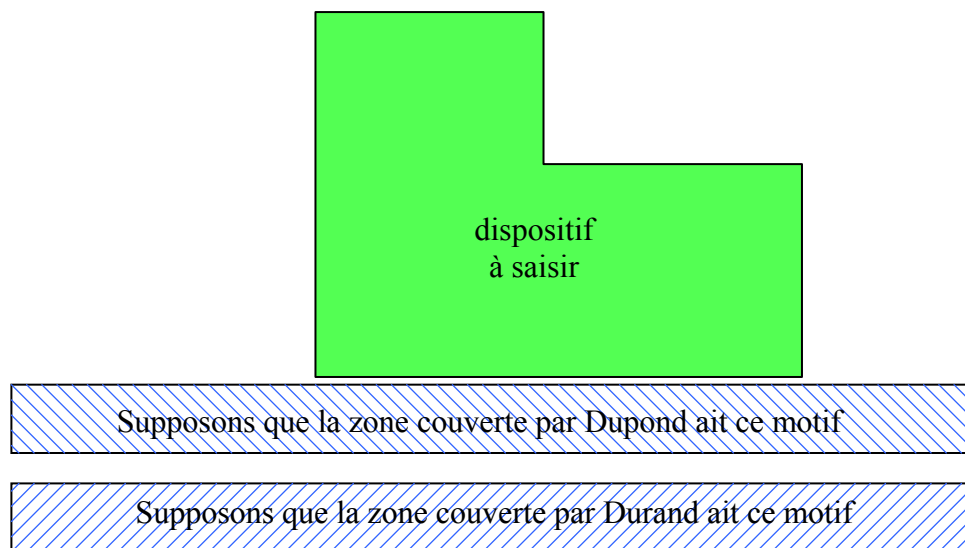 dispositif
à saisir
Supposons que la zone couverte par Dupond ait ce motif
Supposons que la zone couverte par Durand ait ce motif